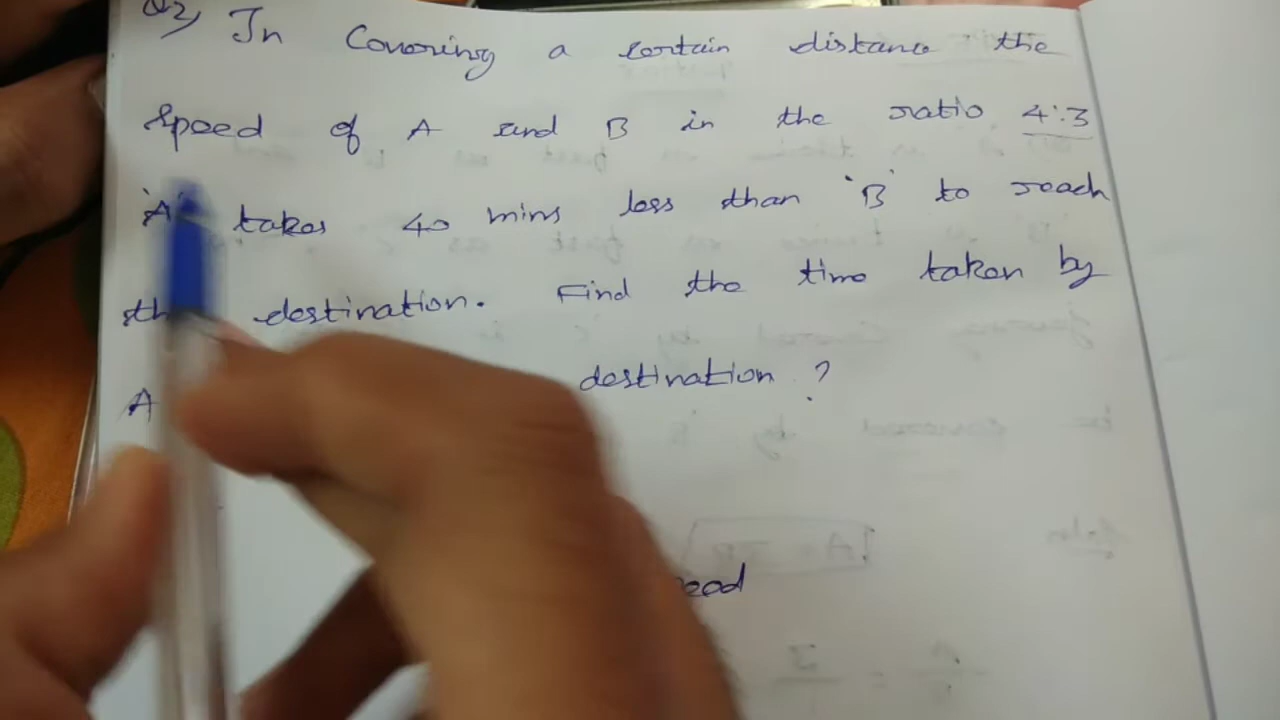 Q2) In Covering a certain distance the
Speed of A and B in the ratio 4:3
'A' takes 40 mins less than 'B' to reach
destination. Find the time taken by
A destination ?